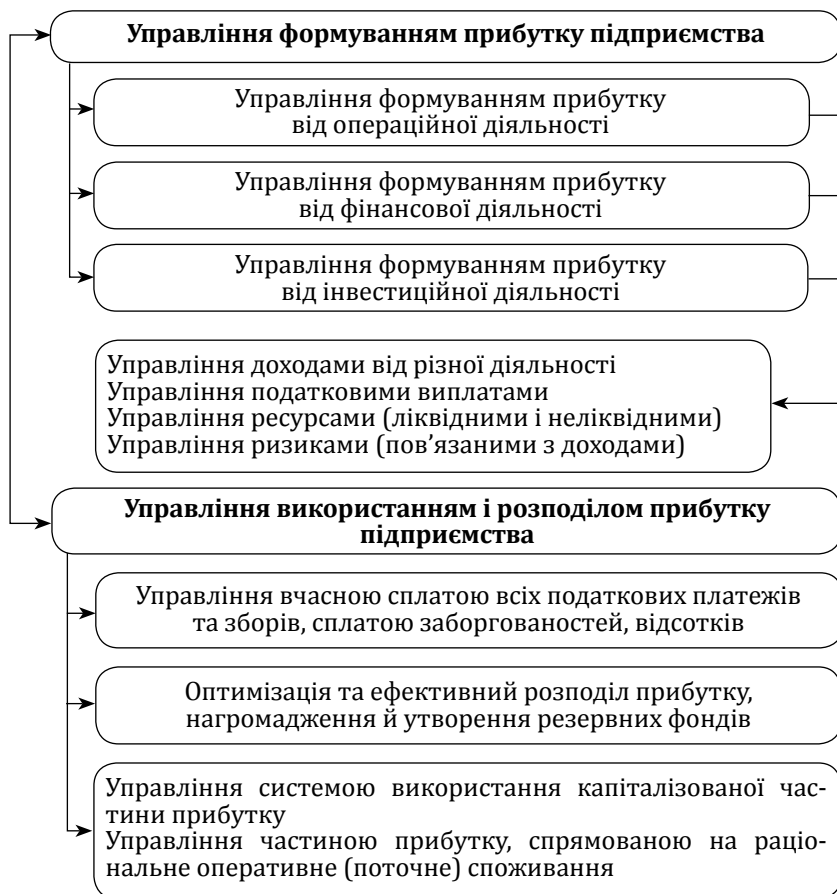 Управління формуванням прибутку підприємства
Управління формуванням прибутку
від операційної діяльності
Управління формуванням прибутку
від фінансової діяльності
Управління формуванням прибутку
від інвестиційної діяльності
Управління доходами від різної діяльності
Управління податковими виплатами
Управління ресурсами (ліквідними і неліквідними)
Управління ризиками (пов’язаними з доходами)
Управління використанням і розподілом прибутку
підприємства
Управління вчасною сплатою всіх податкових платежів
та зборів, сплатою заборгованостей, відсотків
Оптимізація та ефективний розподіл прибутку,
нагромадження й утворення резервних фондів
Управління системою використання капіталізованої час-
тини прибутку
Управління частиною прибутку, спрямованою на раціо-
нальне оперативне (поточне) споживання